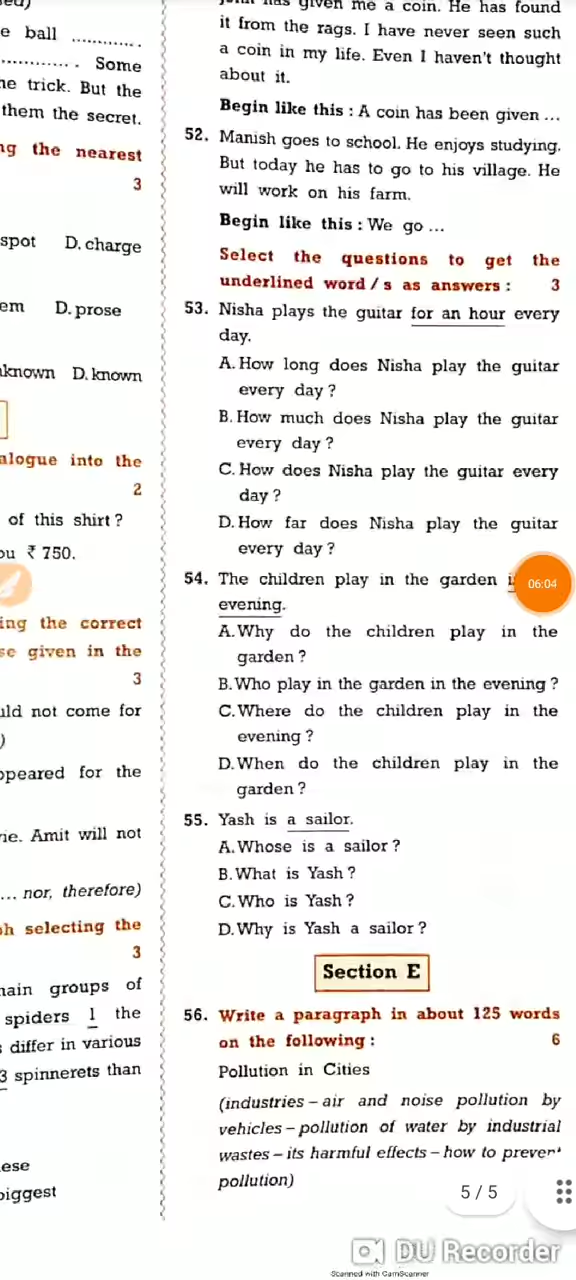 e ball .............
.............. Some
he trick. But the
them the secret.
the nearest
3
spot D. charge
D. prose
D. known
alogue into the
2
of this shirt ?
₹ 750.
ing the correct
given in the
3
not come for
)
for the
Amit will not
... nor, therefore)
selecting the
3
groups of
spiders 1 the
differ in various
3 spinnerets than
biggest
has given me a coin. He has found
it from the rags. I have never seen such
a coin in my life. Even I haven't thought
about it.
Begin like this : A coin has been given ...
52. Manish goes to school. He enjoys studying.
But today he has to go to his village. He
will work on his farm.
Begin like this : We go ...
Select the questions to get the
underlined word / s as answers : 3
53. Nisha plays the guitar for an hour every
day.
A. How long does Nisha play the guitar
every day ?
B. How much does Nisha play the guitar
every day ?
C. How does Nisha play the guitar every
day ?
D. How far does Nisha play the guitar
every day ?
54. The children play in the garden
06:04
evening.
A. Why do the children play in the
garden ?
B. Who play in the garden in the evening ?
C. Where do the children play in the
evening ?
D. When do the children play in the
garden ?
55. Yash is a sailor.
A. Whose is a sailor ?
B. What is Yash ?
C. Who is Yash ?
D. Why is Yash a sailor ?
Section E
56. Write a paragraph in about 125 words
on the following : 6
Pollution in Cities
(industries – air and noise pollution by
vehicles – pollution of water by industrial
wastes – its harmful effects – how to prevent
pollution)
5 / 5
DU Recorder
Scanned with CamScanner